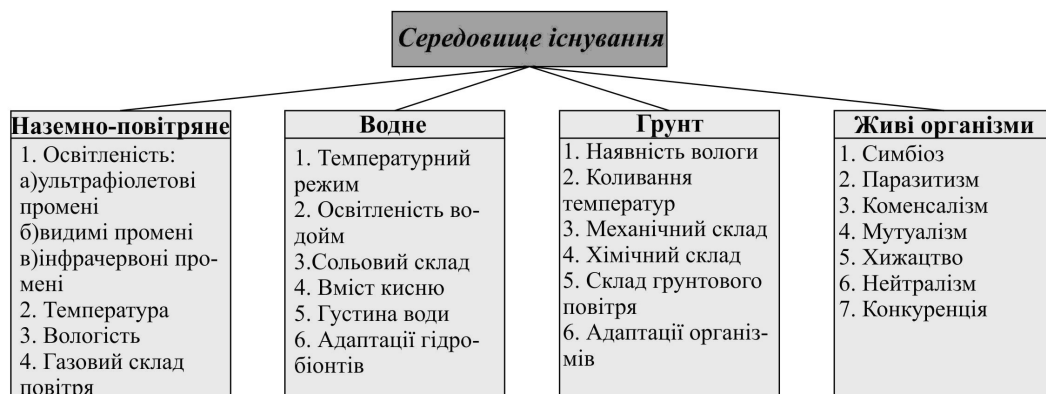 Середовище існування
Наземно-повітряне
1. Освітленість:
а)ультрафіолетові
промені
б)видимі промені
в)інфрачервоні про-
мені
2. Температура
3. Вологість
4. Газовий склад
повітря
Водне
1. Температурний
режим
2. Освітленість во-
дойм
3.Сольовий склад
4. Вміст кисню
5. Густина води
6. Адаптації гідро-
біонтів
Грунт
1. Наявність вологи
2. Коливання
температур
3. Механічний склад
4. Хімічний склад
5. Склад грунтового
повітря
6. Адаптації організ-
мів
Живі організми
1. Симбіоз
2. Паразитизм
3. Коменсалізм
4. Мутуалізм
5. Хижацтво
6. Нейтралізм
7. Конкуренція